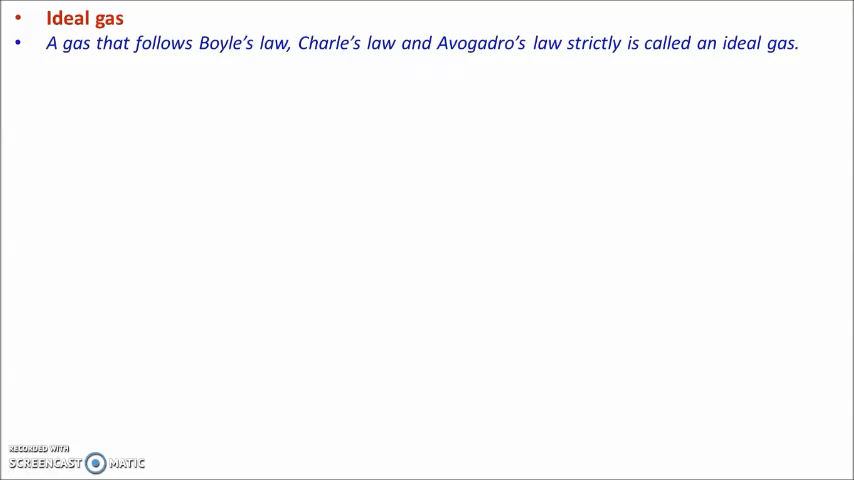 • Ideal gas
• A gas that follows Boyle's law, Charle's law and Avogadro's law strictly is called an ideal gas.
RECORDED WITH
SCREENCAST MATIC